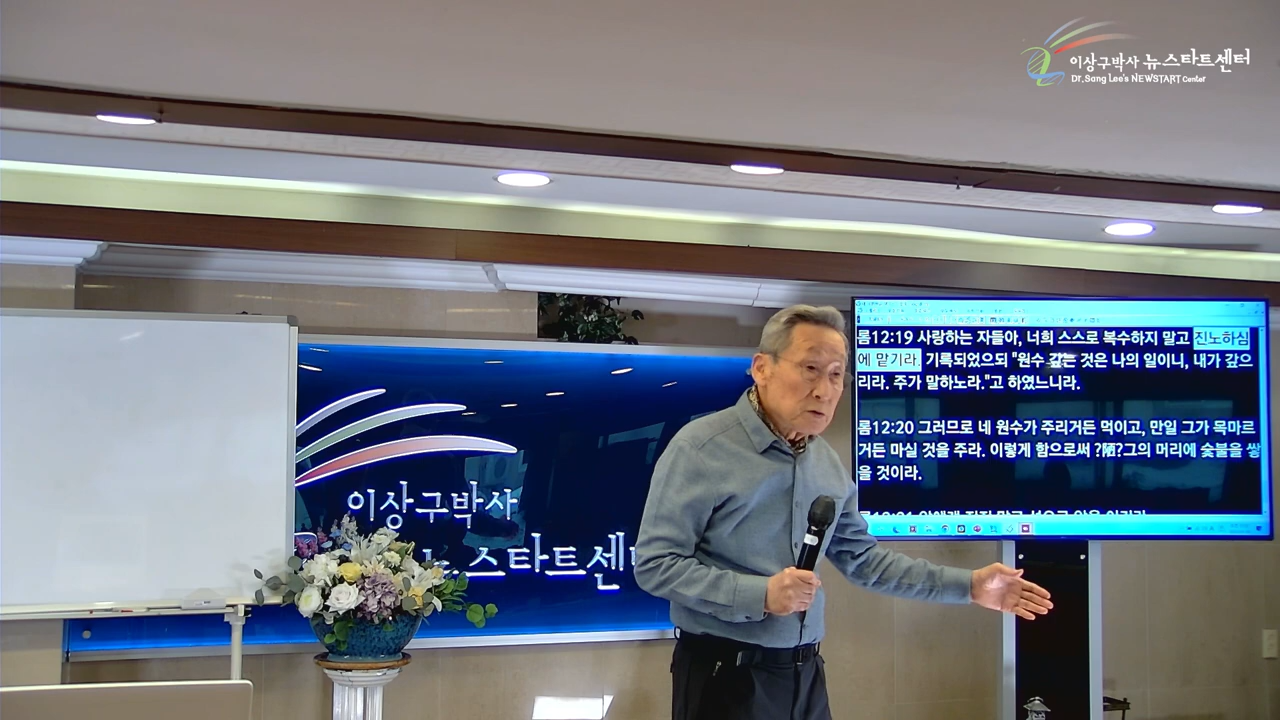 이상구박사 뉴스타트센터
Dr. Sang Lee's NEWSTART Center
롬12:19 사랑하는 자들아, 너희 스스로 복수하지 말고 진노하심
에 맡기라. 기록되었으되 "원수 갚는 것은 나의 일이니, 내가 갚으
리라. 주가 말하노라."고 하였느니라.
롬12:20 그러므로 네 원수가 주리거든 먹이고, 만일 그가 목마르
거든 마실 것을 주라. 이렇게 함으로써 ?陋?그의 머리에 숯불을 쌓
을 것이라.
이상구박사
뉴스타트센